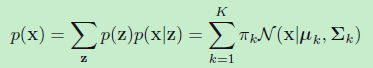 p(x) = ∑_z p(z)p(x|z) = ∑_{k=1}^{K} π_k 𝒩(x|μ_k, Σ_k)